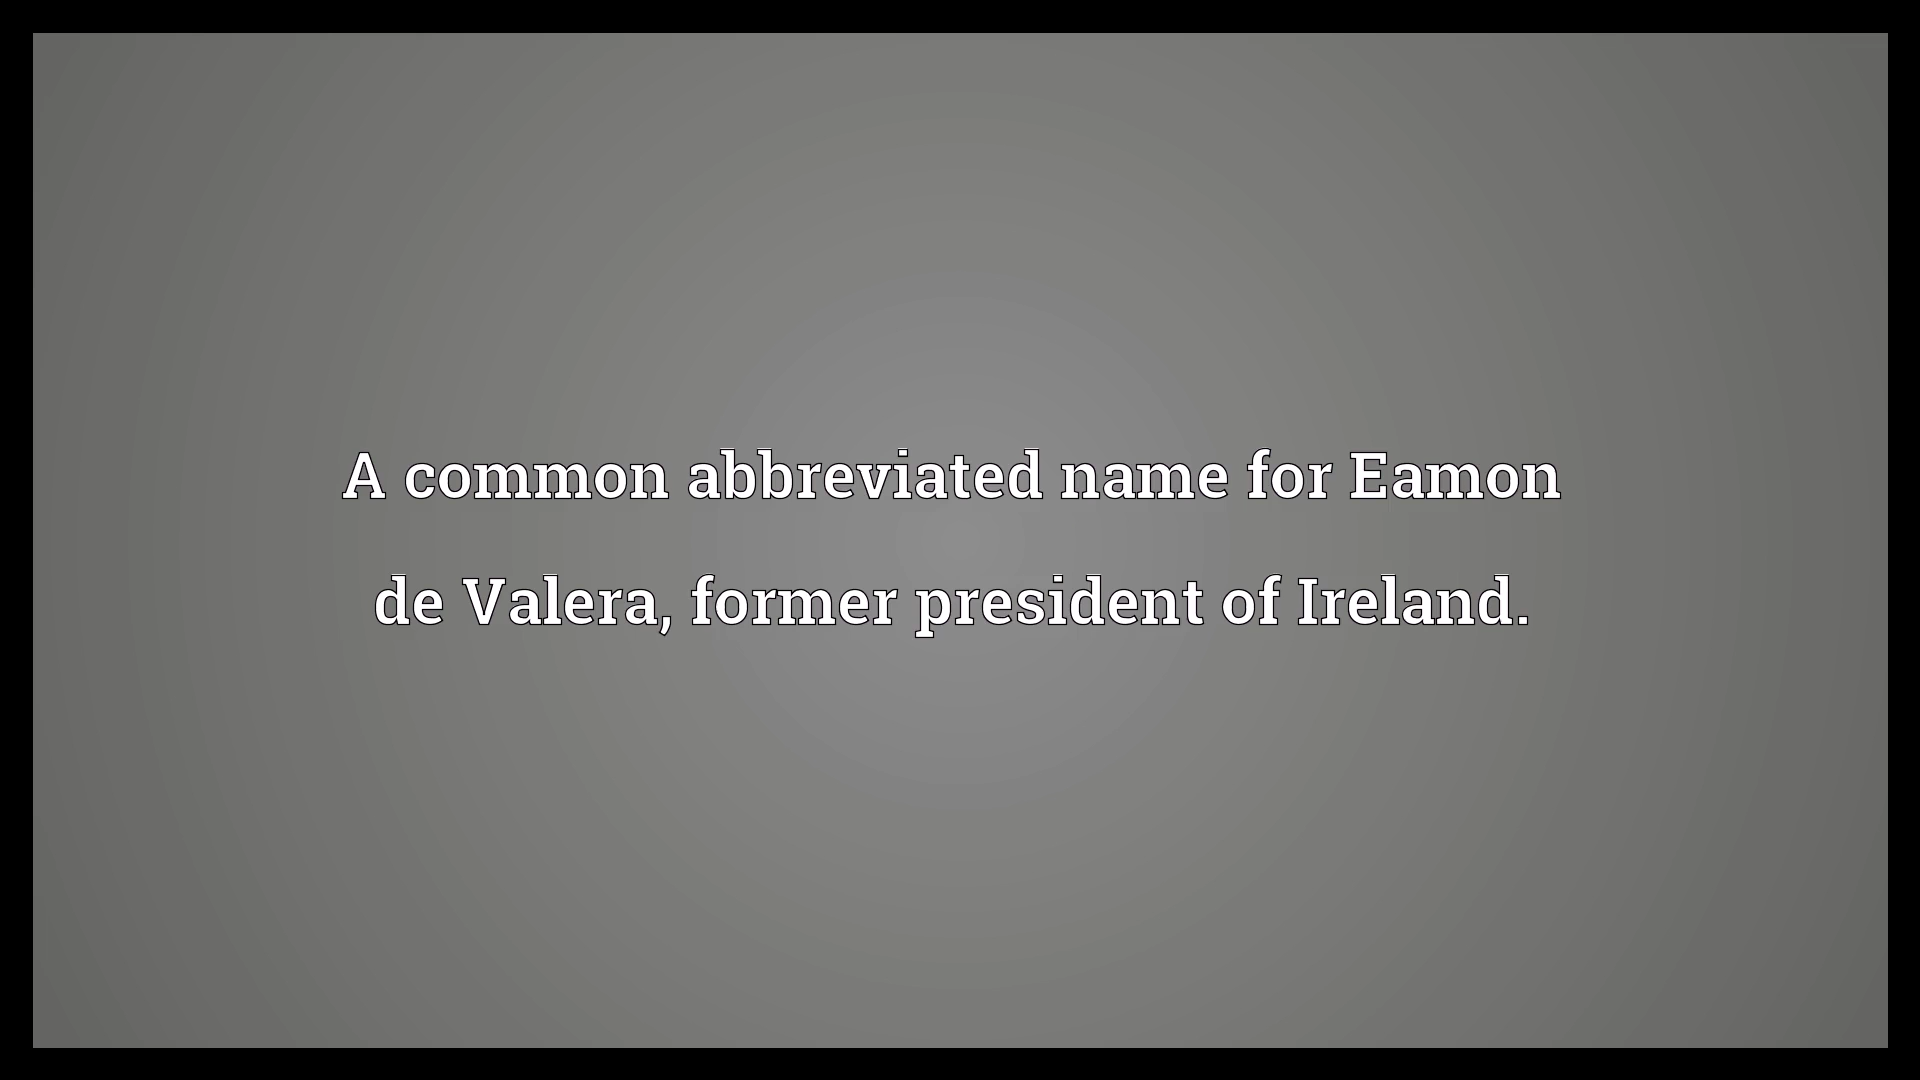 A common abbreviated name for Eamon
de Valera, former president of Ireland.